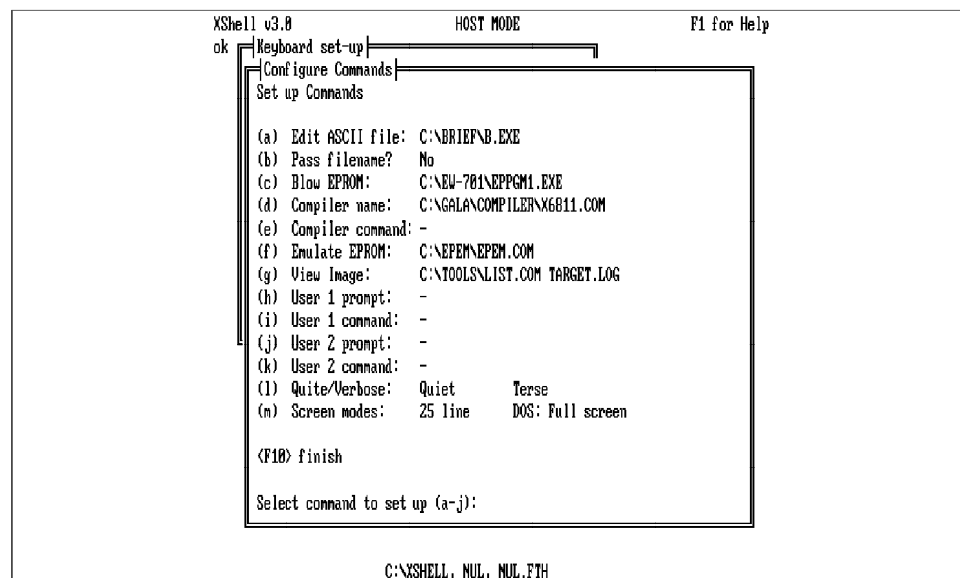 XShell v3.0 HOST MODE F1 for Help
ok Keyboard set-up
Configure Commands
Set up Commands
(a) Edit ASCII file: C:\BRIEF\B.EXE
(b) Pass filename? No
(c) Blow EPROM: C:\EW-701\EPPGM1.EXE
(d) Compiler name: C:\GALA\COMPILER\X6811.COM
(e) Compiler command: -
(f) Emulate EPROM: C:\EPEM\EPEM.COM
(g) View Image: C:\TOOLS\LIST.COM TARGET.LOG
(h) User 1 prompt: -
(i) User 1 command: -
(j) User 2 prompt: -
(k) User 2 command: -
(l) Quite/Verbose: Quiet Terse
(m) Screen modes: 25 line DOS: Full screen
<F10> finish
Select command to set up (a-j):
C:\XSHELL, NUL, NUL.FTH